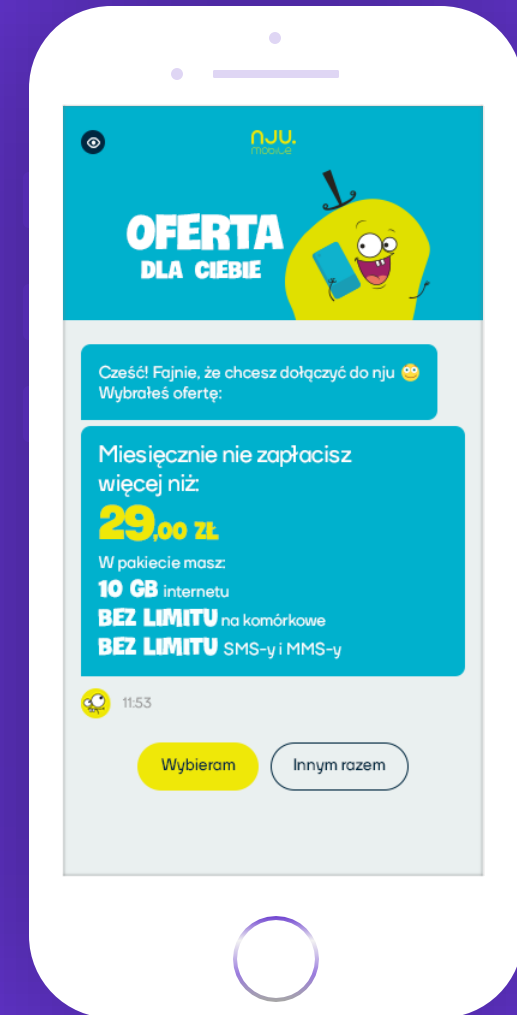 nju.
mobile
OFERTA
DLA CIEBIE
Cześć! Fajnie, że chcesz dołączyć do nju 😳
Wybrałeś ofertę:
Miesięcznie nie zapłacisz
więcej niż:
29,00 ZŁ
W pakiecie masz:
10 GB internetu
BEZ LIMITU na komórkowe
BEZ LIMITU SMS-y i MMS-y
11:53
Wybieram
Innym razem